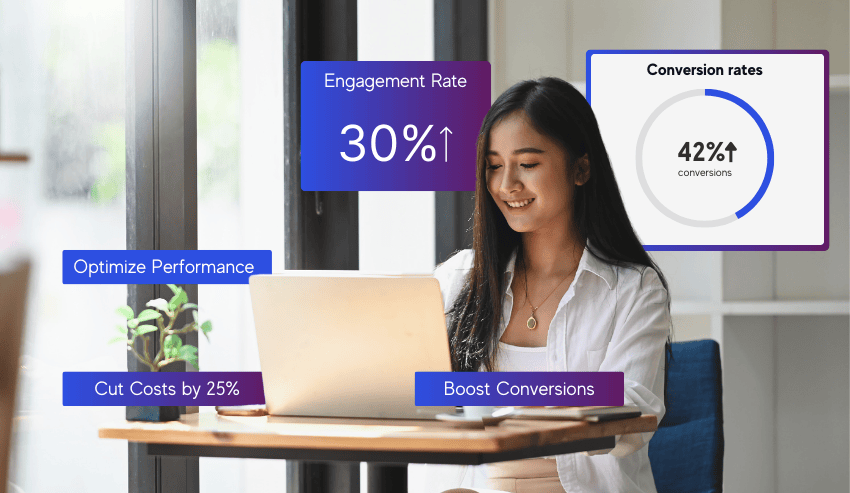 Engagement Rate
30%↑
Conversion rates
42%↑
conversions
Optimize Performance
Cut Costs by 25%
Boost Conversions